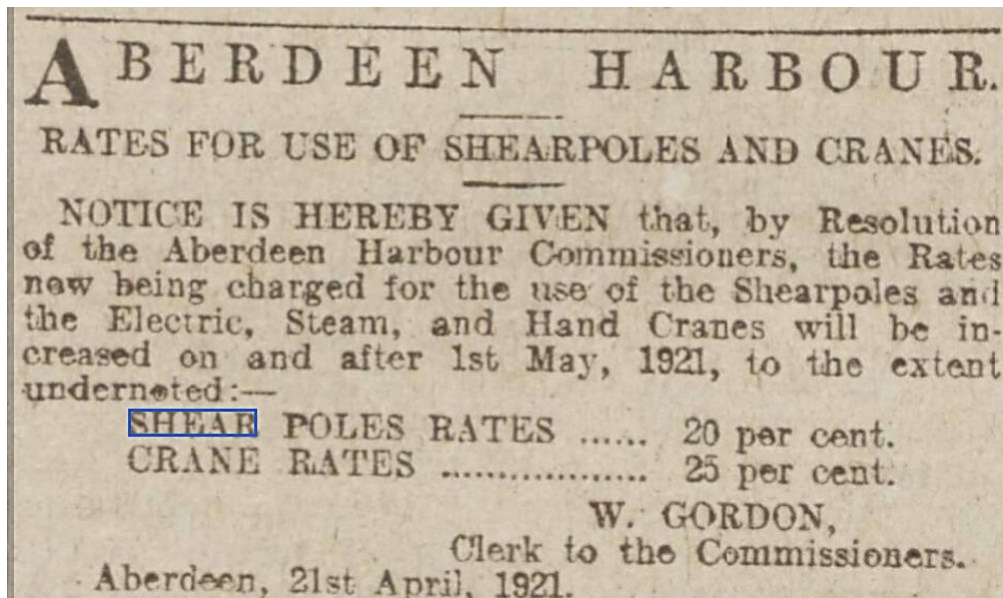 ABERDEEN HARBOUR.
RATES FOR USE OF SHEARPOLES AND CRANES.
NOTICE IS HEREBY GIVEN that, by Resolution
of the Aberdeen Harbour Commissioners, the Rates
now being charged for the use of the Shearpoles and
the Electric, Steam, and Hand Cranes will be in-
creased on and after 1st May, 1921, to the extent
undernoted:—
SHEAR POLES RATES ...... 20 per cent.
CRANE RATES ................... 25 per cent.
W. GORDON,
Clerk to the Commissioners.
Aberdeen, 21st April, 1921.